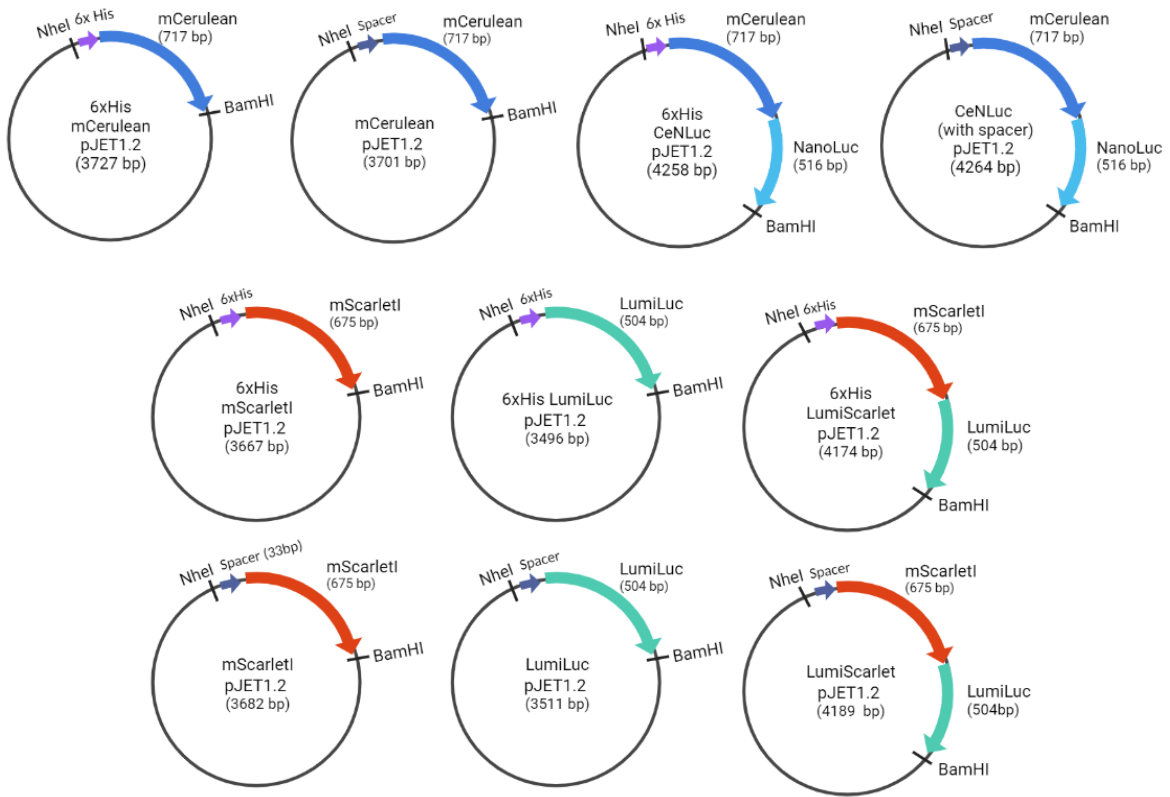 NheI 6x His
mCerulean
(717 bp)
BamHI
6xHis
mCerulean
pJET1.2
(3727 bp)
NheI Spacer
mCerulean
(717 bp)
BamHI
mCerulean
pJET1.2
(3701 bp)
NheI 6x His
mCerulean
(717 bp)
6xHis
CeNLuc
pJET1.2
(4258 bp)
NanoLuc
(516 bp)
BamHI
NheI Spacer
mCerulean
(717 bp)
CeNLuc
(with spacer)
pJET1.2
(4264 bp)
NanoLuc
(516 bp)
BamHI
NheI 6xHis
mScarletI
(675 bp)
BamHI
6xHis
mScarletI
pJET1.2
(3667 bp)
NheI 6xHis
LumiLuc
(504 bp)
BamHI
6xHis LumiLuc
pJET1.2
(3496 bp)
NheI 6xHis
mScarletI
(675 bp)
6xHis
LumiScarlet
pJET1.2
(4174 bp)
LumiLuc
(504 bp)
BamHI
NheI Spacer (33bp)
mScarletI
(675 bp)
BamHI
mScarletI
pJET1.2
(3682 bp)
NheI Spacer
LumiLuc
(504 bp)
BamHI
LumiLuc
pJET1.2
(3511 bp)
NheI Spacer
mScarletI
(675 bp)
LumiScarlet
pJET1.2
(4189 bp)
LumiLuc
(504bp)
BamHI